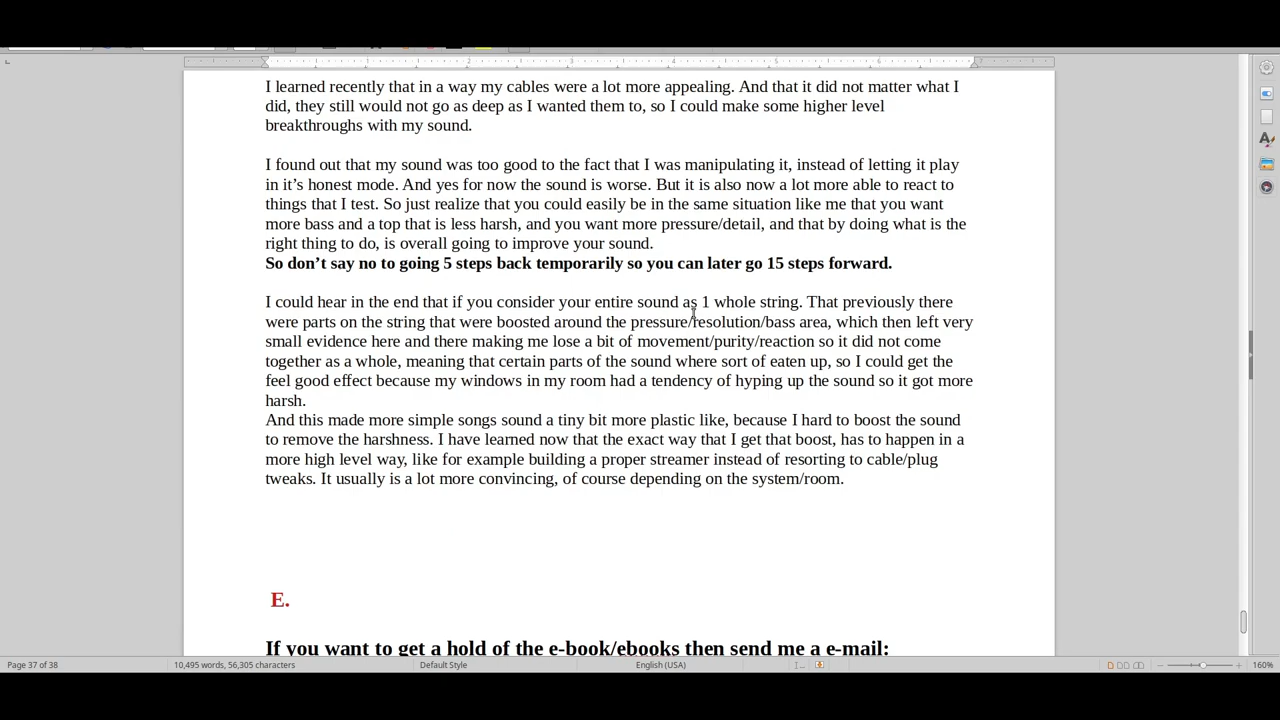 I learned recently that in a way my cables were a lot more appealing. And that it did not matter what I
did, they still would not go as deep as I wanted them to, so I could make some higher level
breakthroughs with my sound.
I found out that my sound was too good to the fact that I was manipulating it, instead of letting it play
in it’s honest mode. And yes for now the sound is worse. But it is also now a lot more able to react to
things that I test. So just realize that you could easily be in the same situation like me that you want
more bass and a top that is less harsh, and you want more pressure/detail, and that by doing what is the
right thing to do, is overall going to improve your sound.
So don’t say no to going 5 steps back temporarily so you can later go 15 steps forward.
I could hear in the end that if you consider your entire sound as 1 whole string. That previously there
were parts on the string that were boosted around the pressure/resolution/bass area, which then left very
small evidence here and there making me lose a bit of movement/purity/reaction so it did not come
together as a whole, meaning that certain parts of the sound where sort of eaten up, so I could get the
feel good effect because my windows in my room had a tendency of hyping up the sound so it got more
harsh.
And this made more simple songs sound a tiny bit more plastic like, because I hard to boost the sound
to remove the harshness. I have learned now that the exact way that I get that boost, has to happen in a
more high level way, like for example building a proper streamer instead of resorting to cable/plug
tweaks. It usually is a lot more convincing, of course depending on the system/room.
E.
If you want to get a hold of the e-book/ebooks then send me a e-mail:
Page 37 of 38 10,495 words, 56,305 characters Default Style English (USA) 160%